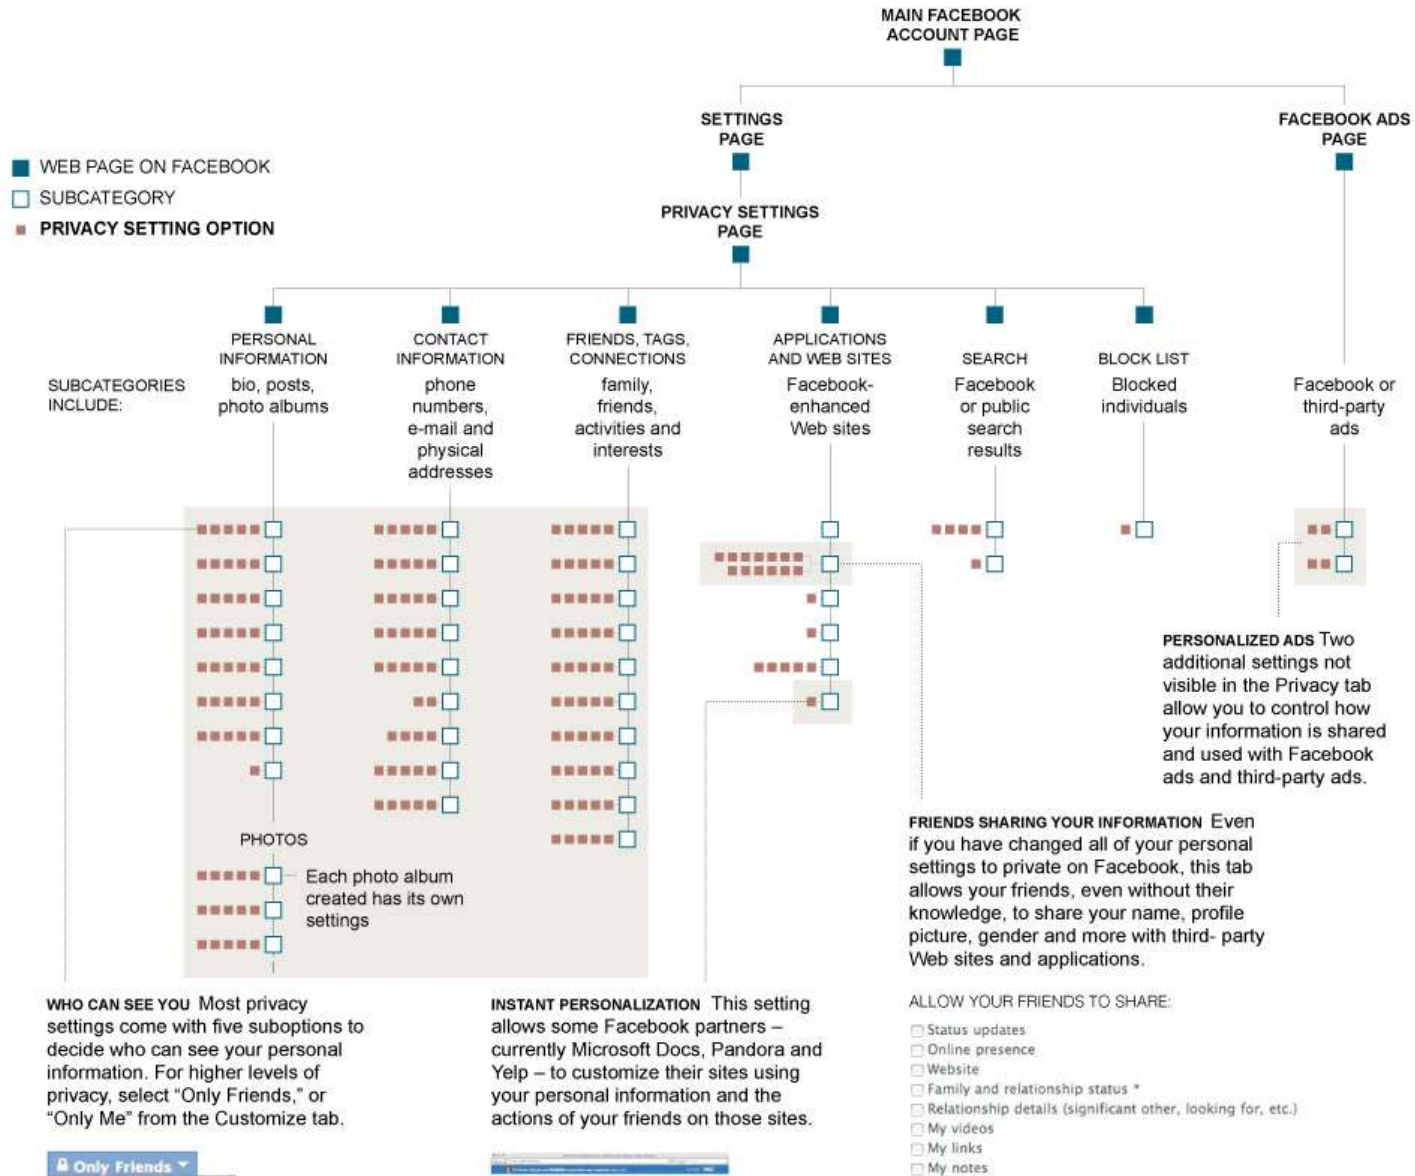 MAIN FACEBOOK
ACCOUNT PAGE
SETTINGS
PAGE
FACEBOOK ADS
PAGE
WEB PAGE ON FACEBOOK
SUBCATEGORY
PRIVACY SETTING OPTION
PRIVACY SETTINGS
PAGE
PERSONAL
INFORMATION
CONTACT
INFORMATION
FRIENDS, TAGS,
CONNECTIONS
APPLICATIONS
AND WEB SITES
SEARCH
BLOCK LIST
SUBCATEGORIES
INCLUDE:
bio, posts,
photo albums
phone
numbers,
e-mail and
physical
addresses
family,
friends,
activities and
interests
Facebook-
enhanced
Web sites
Facebook
or public
search
results
Blocked
individuals
Facebook or
third-party
ads
PERSONALIZED ADS Two
additional settings not
visible in the Privacy tab
allow you to control how
your information is shared
and used with Facebook
ads and third-party ads.
PHOTOS
Each photo album
created has its own
settings
FRIENDS SHARING YOUR INFORMATION Even
if you have changed all of your personal
settings to private on Facebook, this tab
allows your friends, even without their
knowledge, to share your name, profile
picture, gender and more with third- party
Web sites and applications.
WHO CAN SEE YOU Most privacy
settings come with five suboptions to
decide who can see your personal
information. For higher levels of
privacy, select “Only Friends,” or
“Only Me” from the Customize tab.
Only Friends
INSTANT PERSONALIZATION This setting
allows some Facebook partners –
currently Microsoft Docs, Pandora and
Yelp – to customize their sites using
your personal information and the
actions of your friends on those sites.
ALLOW YOUR FRIENDS TO SHARE:
Status updates
Online presence
Website
Family and relationship status *
Relationship details (significant other, looking for, etc.)
My videos
My links
My notes